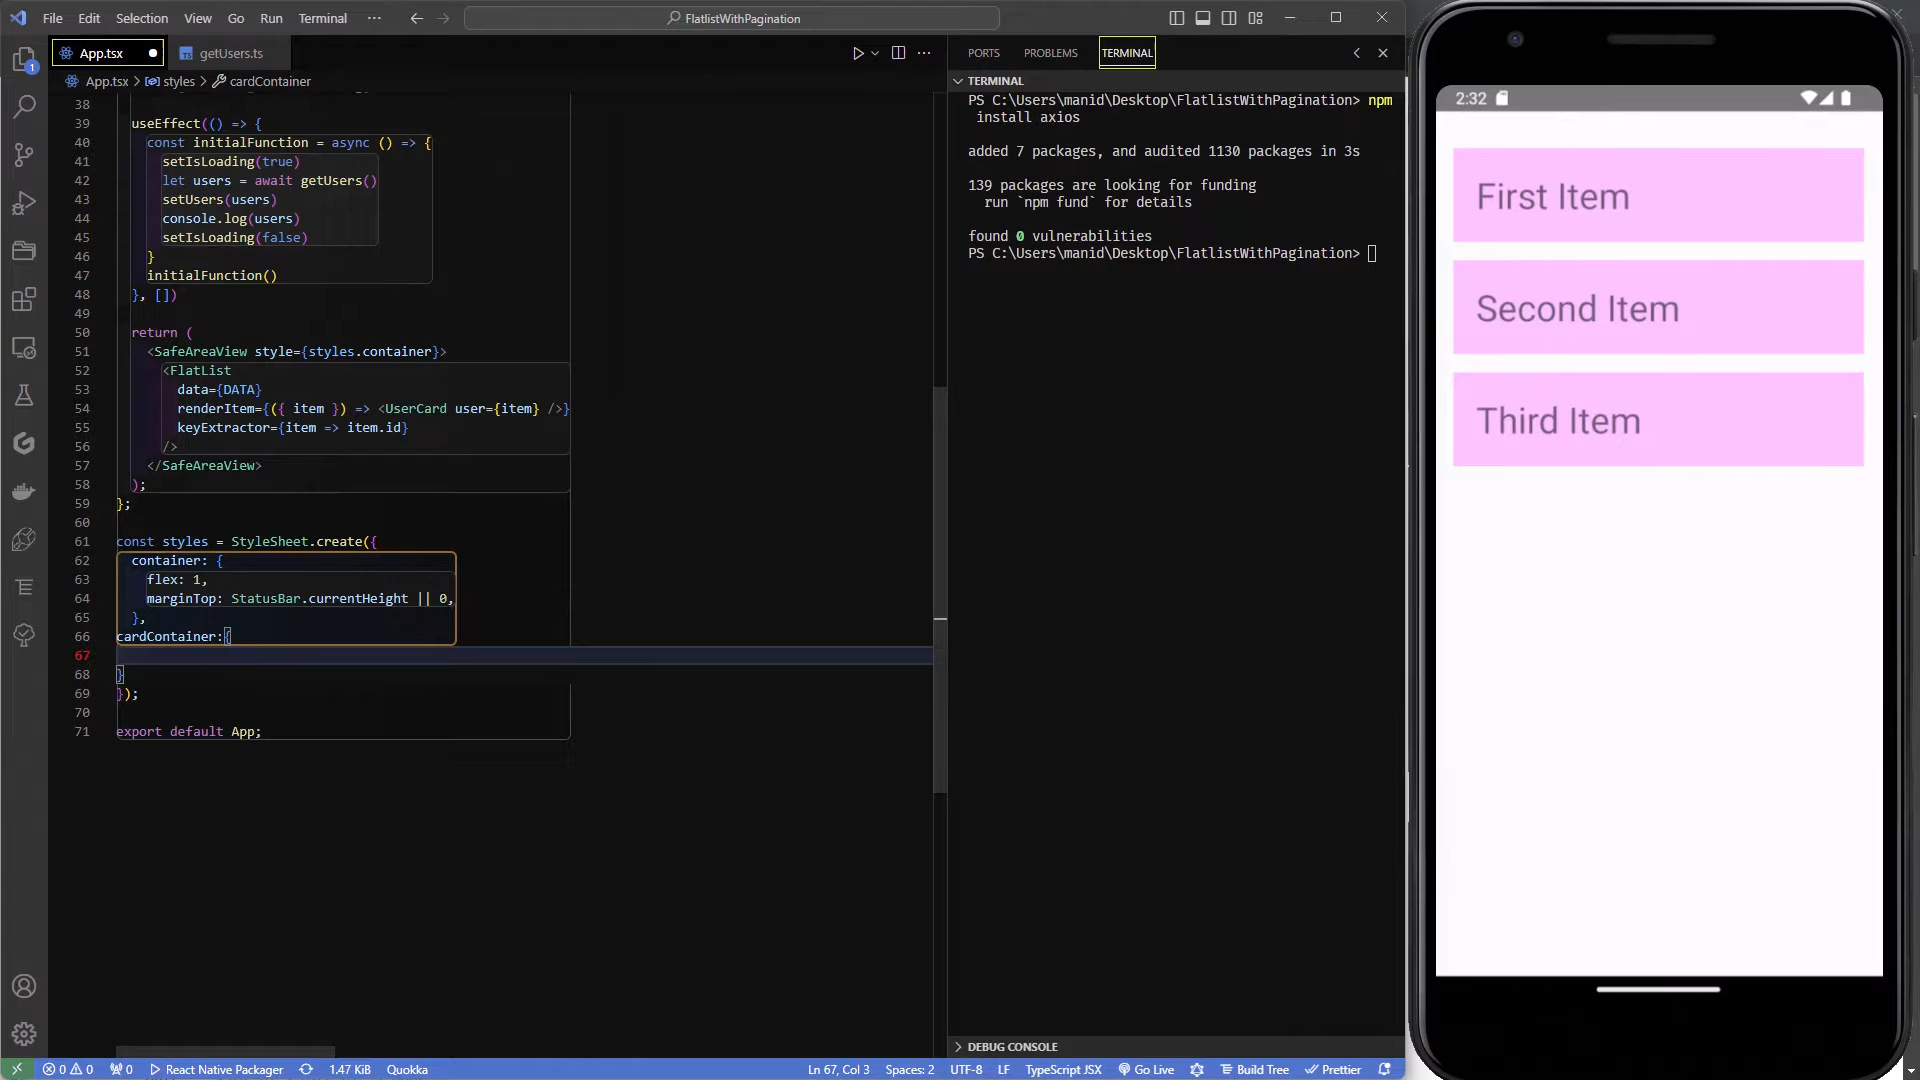 File Edit Selection View Go Run Terminal ··· FlatlistWithPagination
App.tsx getUsers.ts
App.tsx > styles > cardContainer
38
39 useEffect(() => {
40 const initialFunction = async () => {
41 setIsLoading(true)
42 let users = await getUsers()
43 setUsers(users)
44 console.log(users)
45 setIsLoading(false)
46 }
47 initialFunction()
48 }, [])
49
50 return (
51 <SafeAreaView style={styles.container}>
52 <FlatList
53 data={DATA}
54 renderItem={({ item }) => <UserCard user={item} />}
55 keyExtractor={item => item.id}
56 />
57 </SafeAreaView>
58 );
59 };
60
61 const styles = StyleSheet.create({
62 container: {
63 flex: 1,
64 marginTop: StatusBar.currentHeight || 0,
65 },
66 cardContainer:{
67
68 }
69 });
70
71 export default App;
PORTS PROBLEMS TERMINAL
TERMINAL
PS C:\Users\manid\Desktop\FlatlistWithPagination> npm
install axios
added 7 packages, and audited 1130 packages in 3s
139 packages are looking for funding
run `npm fund` for details
found 0 vulnerabilities
PS C:\Users\manid\Desktop\FlatlistWithPagination>
DEBUG CONSOLE
1
0 0 0 React Native Packager 1.47 KiB Quokka Ln 67, Col 3 Spaces: 2 UTF-8 LF TypeScript JSX Go Live Build Tree Prettier
2:32
First Item
Second Item
Third Item